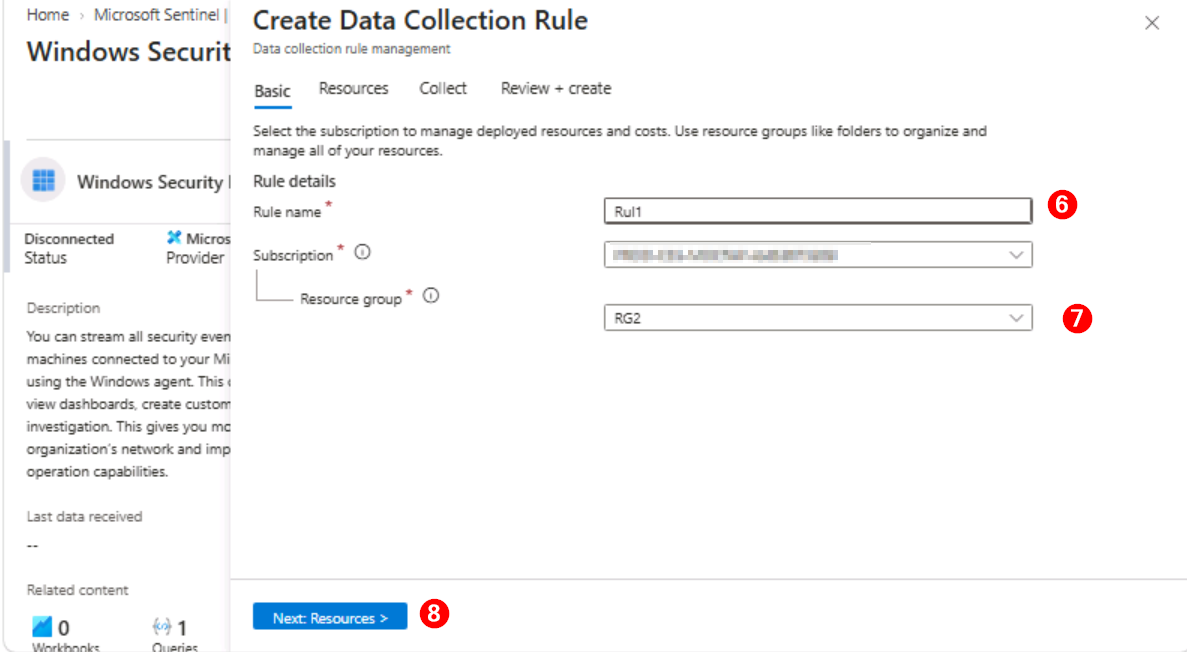 Home > Microsoft Sentinel |
Windows Securit
Windows Security
Disconnected
Status
Micros
Provider
Description
You can stream all security even
machines connected to your Mi
using the Windows agent. This
view dashboards, create custom
investigation. This gives you mo
organization's network and imp
operation capabilities.
Last data received
--
Related content
0
Workbooks
1
Queries
Create Data Collection Rule
Data collection rule management
Basic Resources Collect Review + create
Select the subscription to manage deployed resources and costs. Use resource groups like folders to organize and
manage all of your resources.
Rule details
Rule name * Rul1 6
Subscription *
Resource group *
RG2 7
Next: Resources > 8